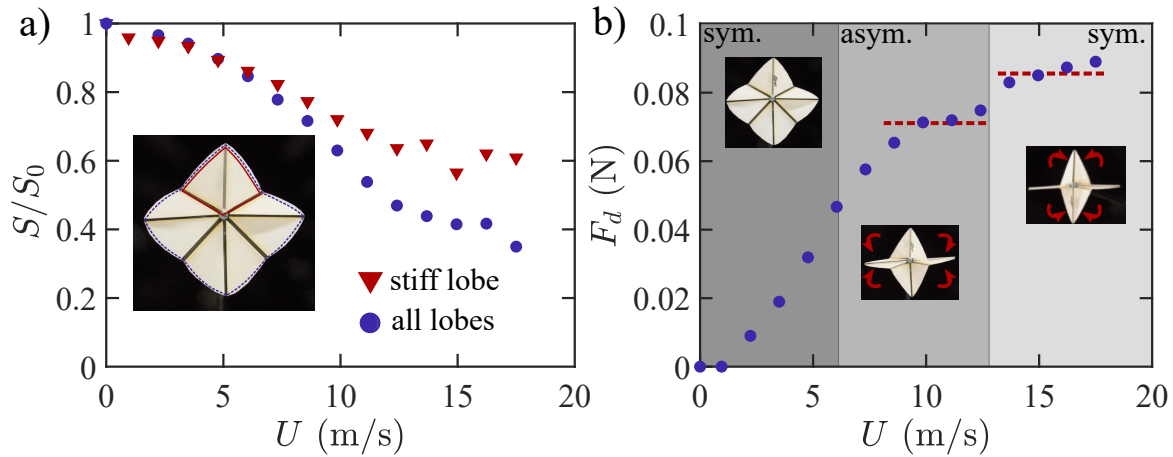 a)
1
0.8
0.6
0.4
0.2
0
S/S₀
stiff lobe
all lobes
0 5 10 15 20
U (m/s)
b)
sym. asym. sym.
0.1
0.08
0.06
0.04
0.02
0
F_d (N)
0 5 10 15 20
U (m/s)